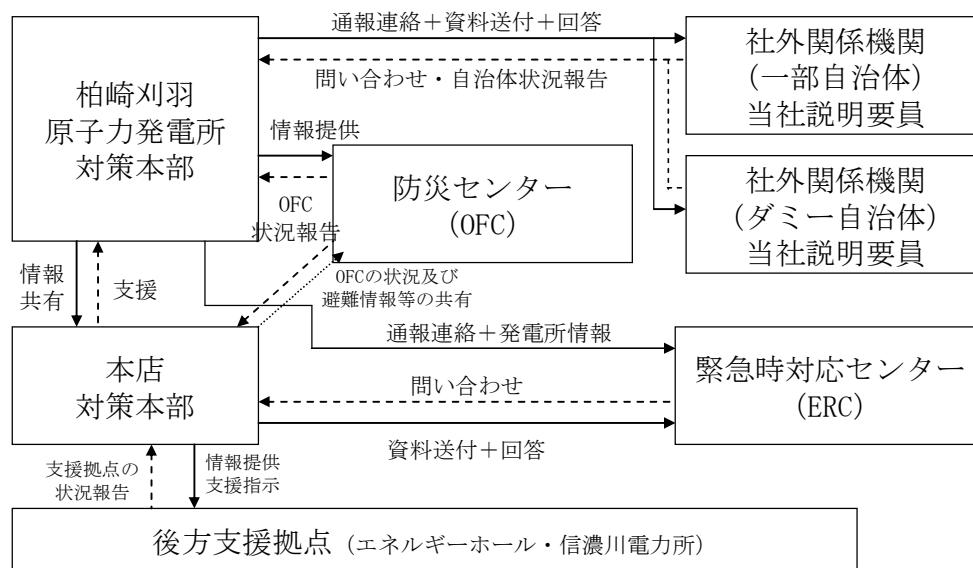 通報連絡＋資料送付＋回答
問い合わせ・自治体状況報告
柏崎刈羽
原子力発電所
対策本部
社外関係機関
(一部自治体)
当社説明要員
情報提供
防災センター
(OFC)
OFC
状況報告
社外関係機関
(ダミー自治体)
当社説明要員
情報
共有
支援
OFCの状況及び
避難情報等の共有
通報連絡＋発電所情報
本店
対策本部
問い合わせ
緊急時対応センター
(ERC)
資料送付＋回答
支援拠点の
状況報告
情報提供
支援指示
後方支援拠点（エネルギーホール・信濃川電力所）